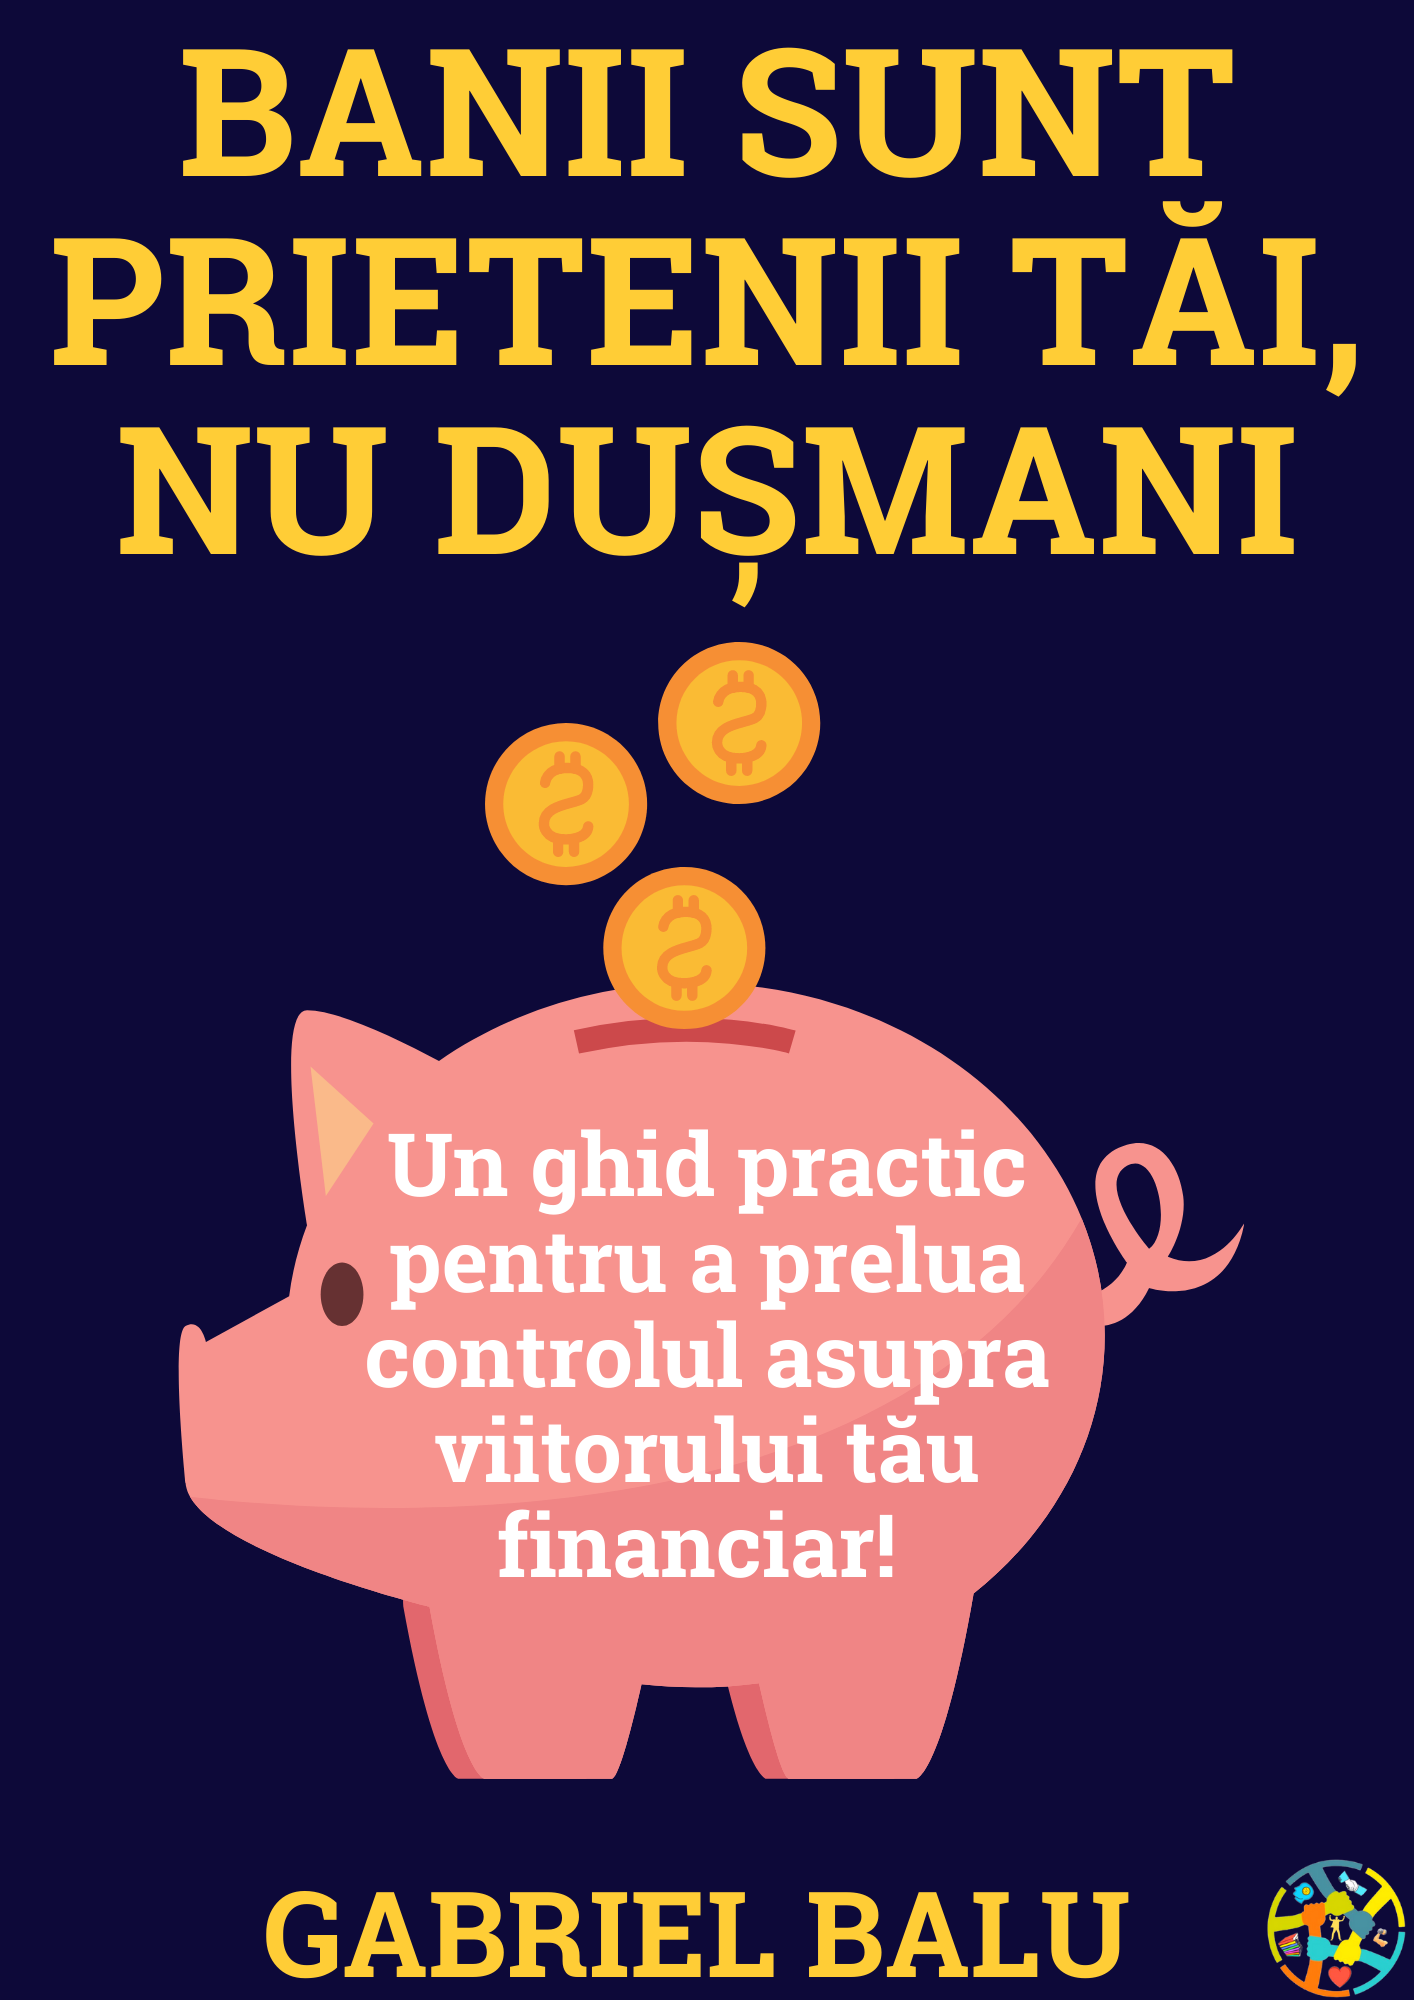 BANII SUNT
PRIETENII TĂI,
NU DUȘMANI
Un ghid practic
pentru a prelua
controlul asupra
viitorului tău
financiar!
GABRIEL BALU